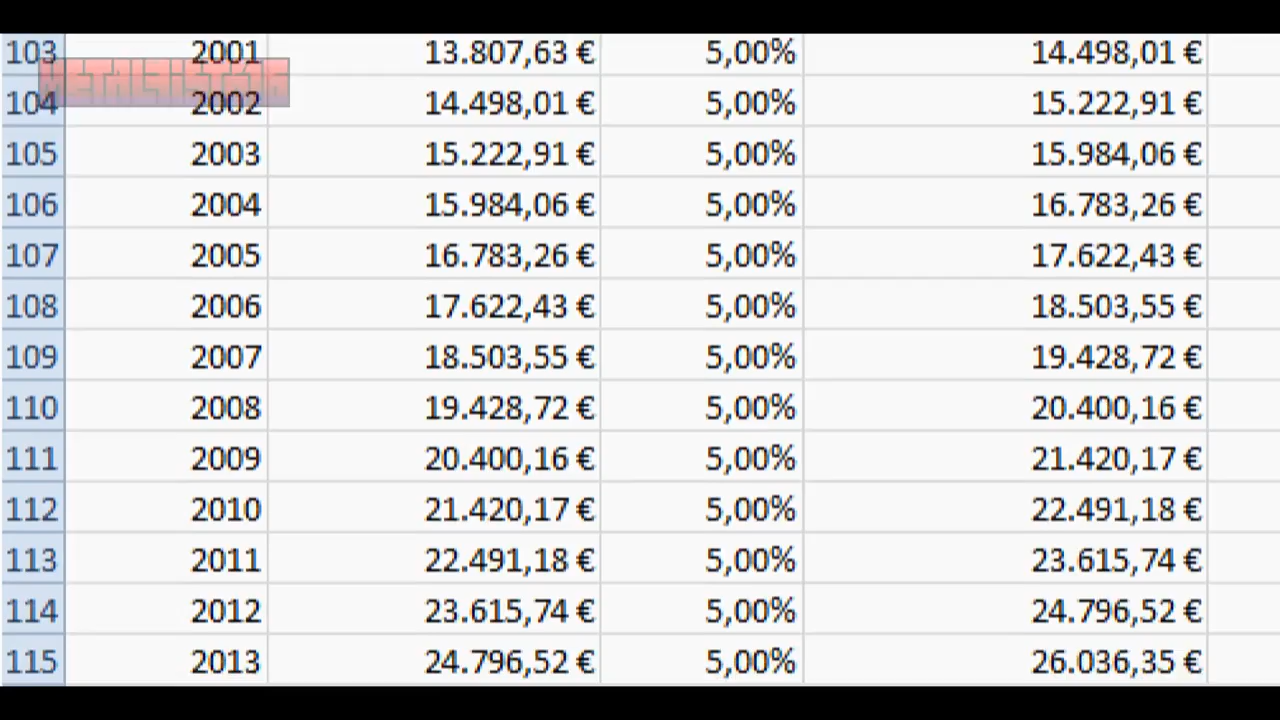 103 2001 13.807,63 € 5,00% 14.498,01 €
104 2002 14.498,01 € 5,00% 15.222,91 €
105 2003 15.222,91 € 5,00% 15.984,06 €
106 2004 15.984,06 € 5,00% 16.783,26 €
107 2005 16.783,26 € 5,00% 17.622,43 €
108 2006 17.622,43 € 5,00% 18.503,55 €
109 2007 18.503,55 € 5,00% 19.428,72 €
110 2008 19.428,72 € 5,00% 20.400,16 €
111 2009 20.400,16 € 5,00% 21.420,17 €
112 2010 21.420,17 € 5,00% 22.491,18 €
113 2011 22.491,18 € 5,00% 23.615,74 €
114 2012 23.615,74 € 5,00% 24.796,52 €
115 2013 24.796,52 € 5,00% 26.036,35 €